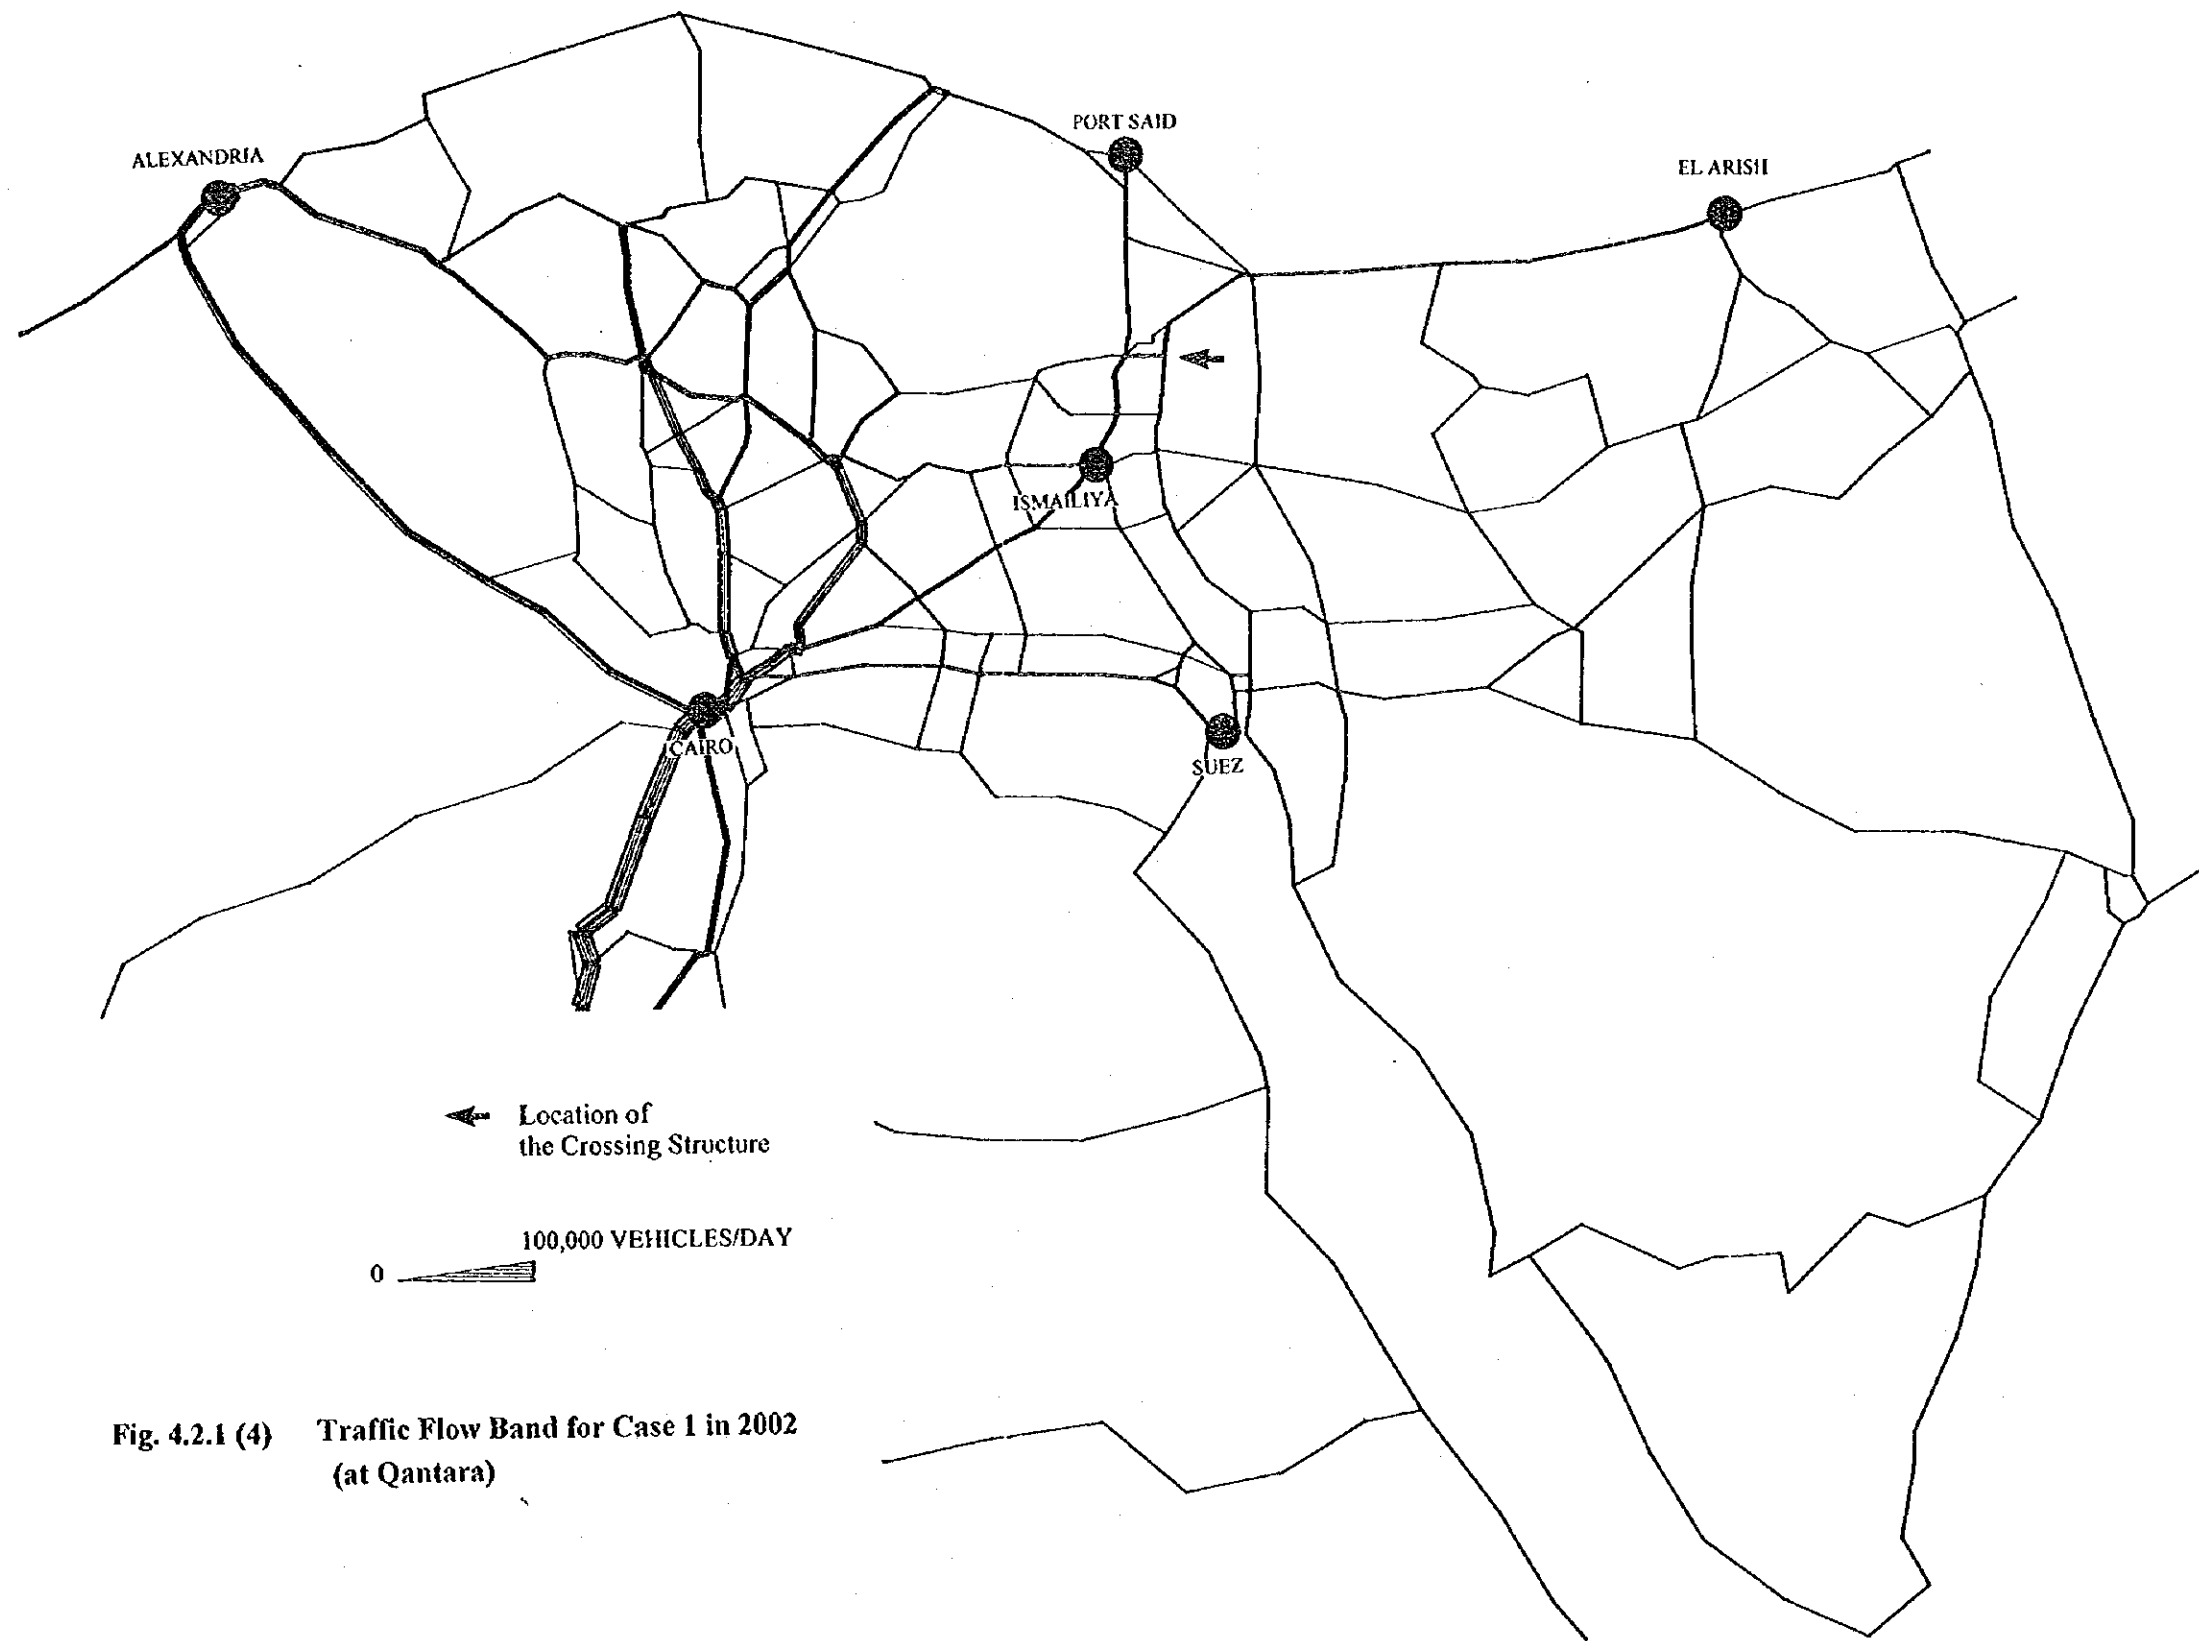 PORT SAID
ALEXANDRIA
EL ARISH
ISMAILIYA
CAIRO
SUEZ
Location of
the Crossing Structure
100,000 VEHICLES/DAY
0
Fig. 4.2.1 (4) Traffic Flow Band for Case 1 in 2002
(at Qantara)